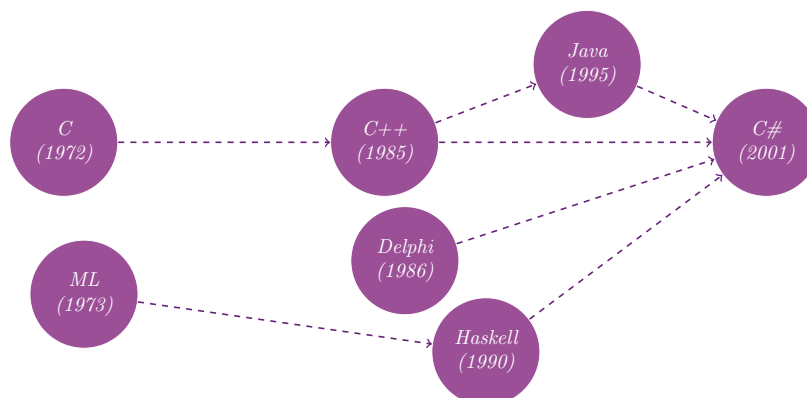 Java
(1995)
C
(1972)
C++
(1985)
C#
(2001)
Delphi
(1986)
ML
(1973)
Haskell
(1990)